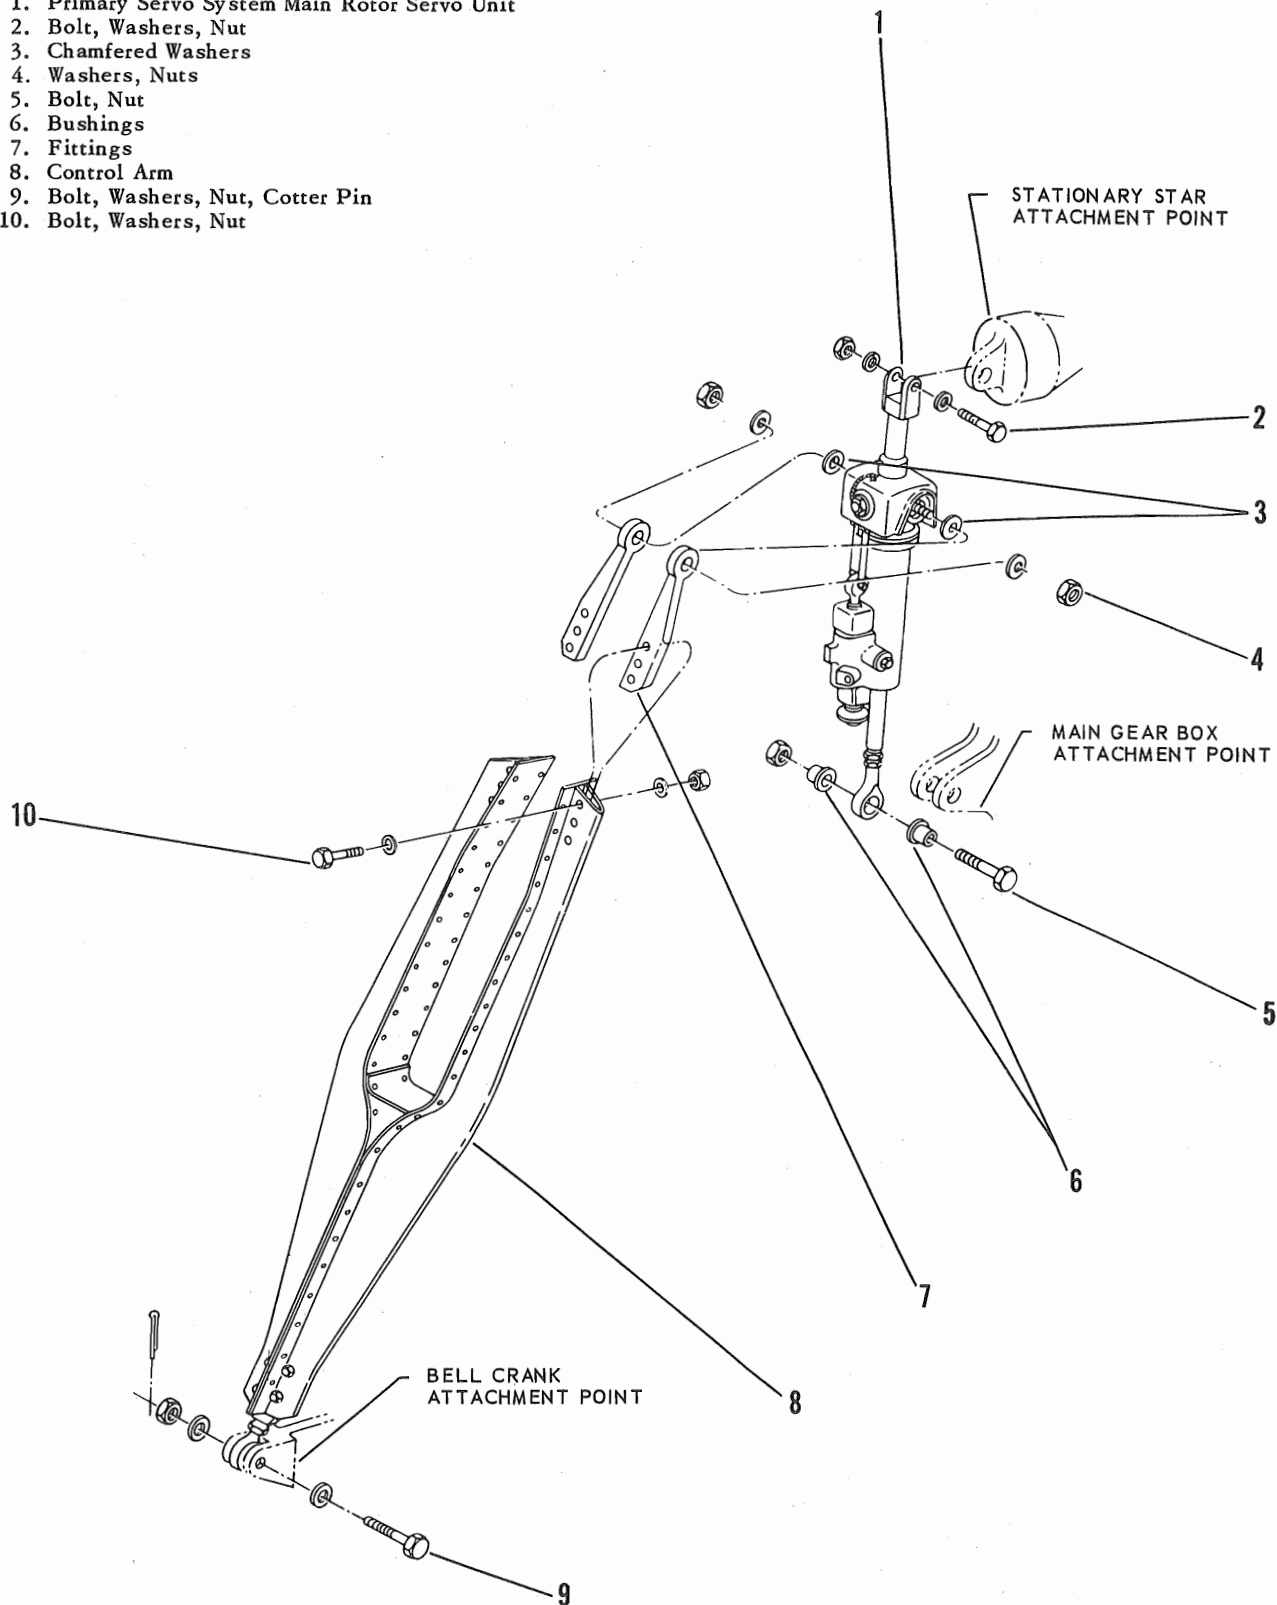 1. Primary Servo System Main Rotor Servo Unit
2. Bolt, Washers, Nut
3. Chamfered Washers
4. Washers, Nuts
5. Bolt, Nut
6. Bushings
7. Fittings
8. Control Arm
9. Bolt, Washers, Nut, Cotter Pin
10. Bolt, Washers, Nut
1
STATIONARY STAR
ATTACHMENT POINT
2
3
4
MAIN GEAR BOX
ATTACHMENT POINT
10
5
6
7
BELL CRANK
ATTACHMENT POINT
8
9